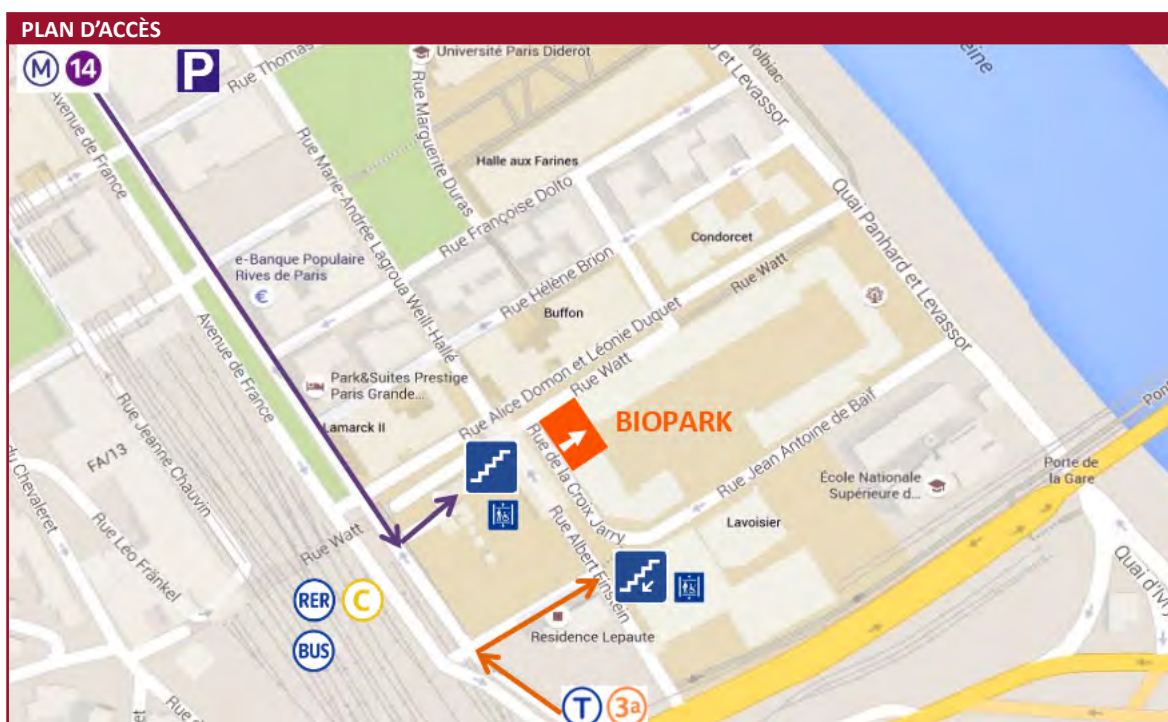 PLAN D'ACCÈS
M 14
P
Rue Thomas
Université Paris Diderot
Tolbiac
et Levassor
eine
Avenue de France
Rue Marie-Andrée Lagroua Weill-Hallé
Rue Marguerite Duras
Halle aux Farines
Rue Françoise Dolto
Quai Panhard et Levassor
e-Banque Populaire
Rives de Paris
€
Condorcet
Rue Hélène Brion
Rue Watt
Buffon
Avenue de France
Rue Alice Domon et Léonie Duquet
Rue Watt
Park&Suites Prestige
Paris Grande...
Lamarck II
BIOPARK
Rue Jeanne Chauvin
FA/13
du Chevaleret
Rue de la Croix Jarry
Rue Jean Antoine de Baïf
École Nationale
Supérieure d...
Porte de
la Gare
Pon
Rue Watt
Lavoisier
Rue Léo Fränkel
Rue Albert Einstein
Quai d'Ivry
RER C
BUS
Residence Lepaute
T 3a
Rue d